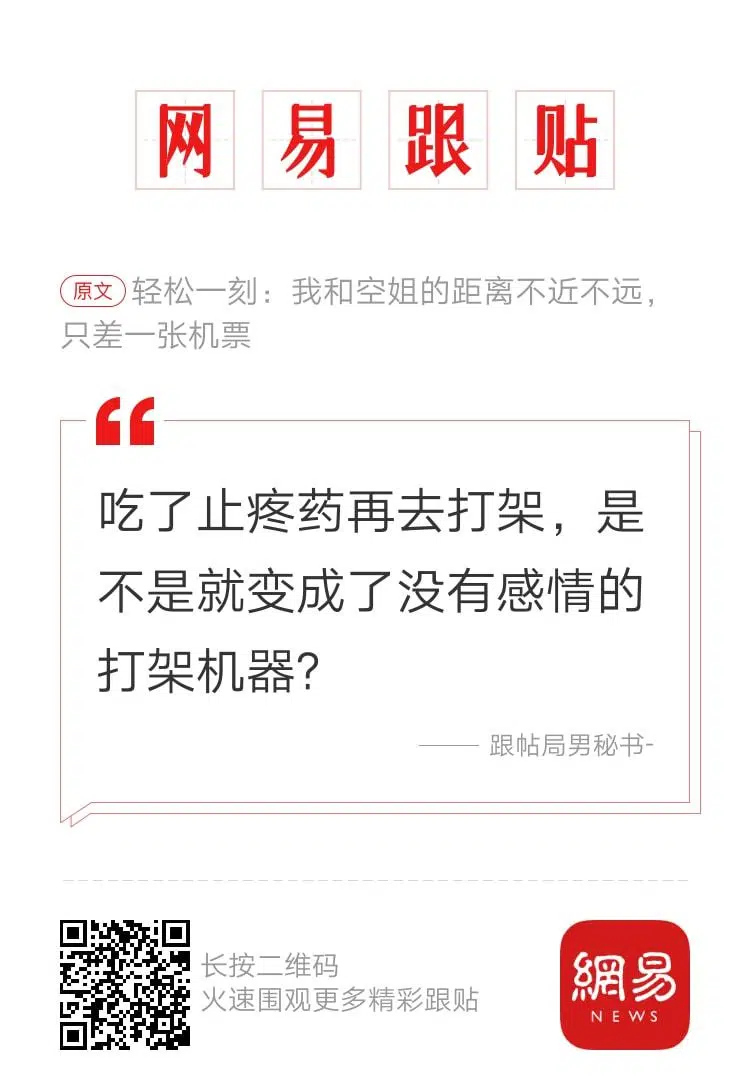 网易跟贴
原文 轻松一刻：我和空姐的距离不近不远，
只差一张机票
吃了止疼药再去打架，是
不是就变成了没有感情的
打架机器？
—— 跟帖局男秘书-
长按二维码
火速围观更多精彩跟贴
網易
NEWS